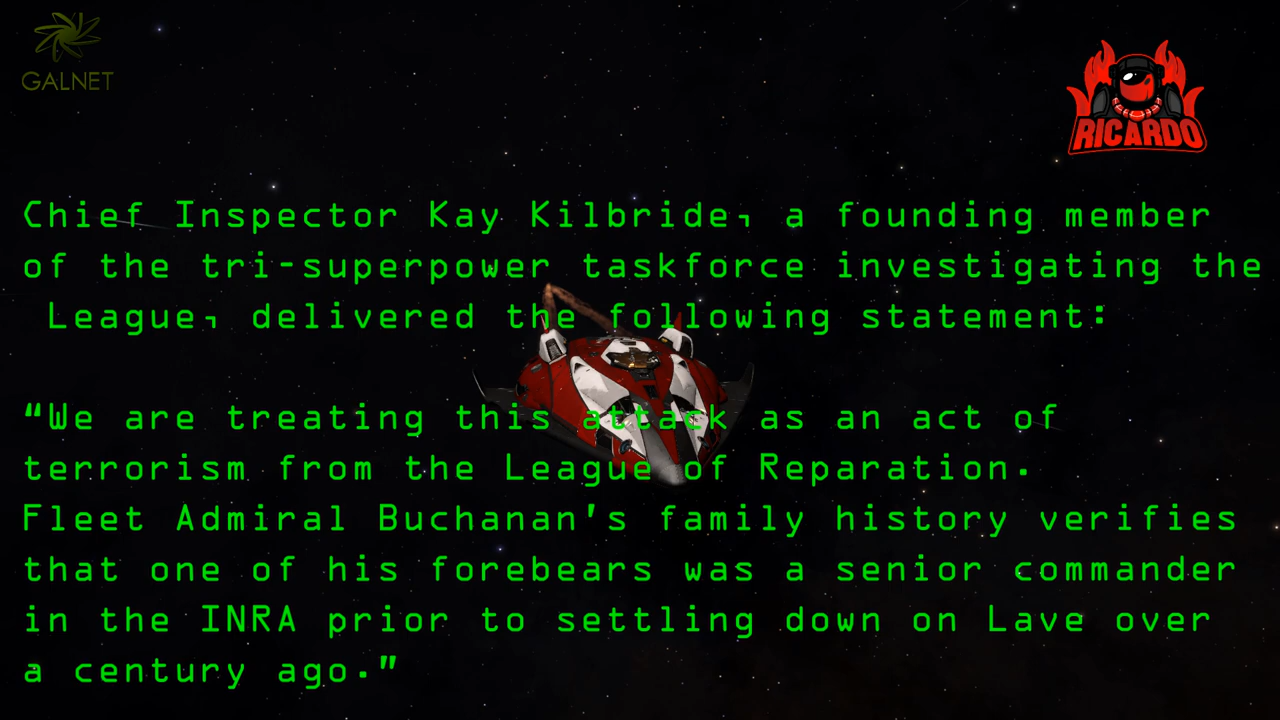 GALNET
RICARDO
Chief Inspector Kay Kilbride, a founding member
of the tri-superpower taskforce investigating the
League, delivered the following statement:
“We are treating this attack as an act of
terrorism from the League of Reparation.
Fleet Admiral Buchanan's family history verifies
that one of his forebears was a senior commander
in the INRA prior to settling down on Lave over
a century ago.”